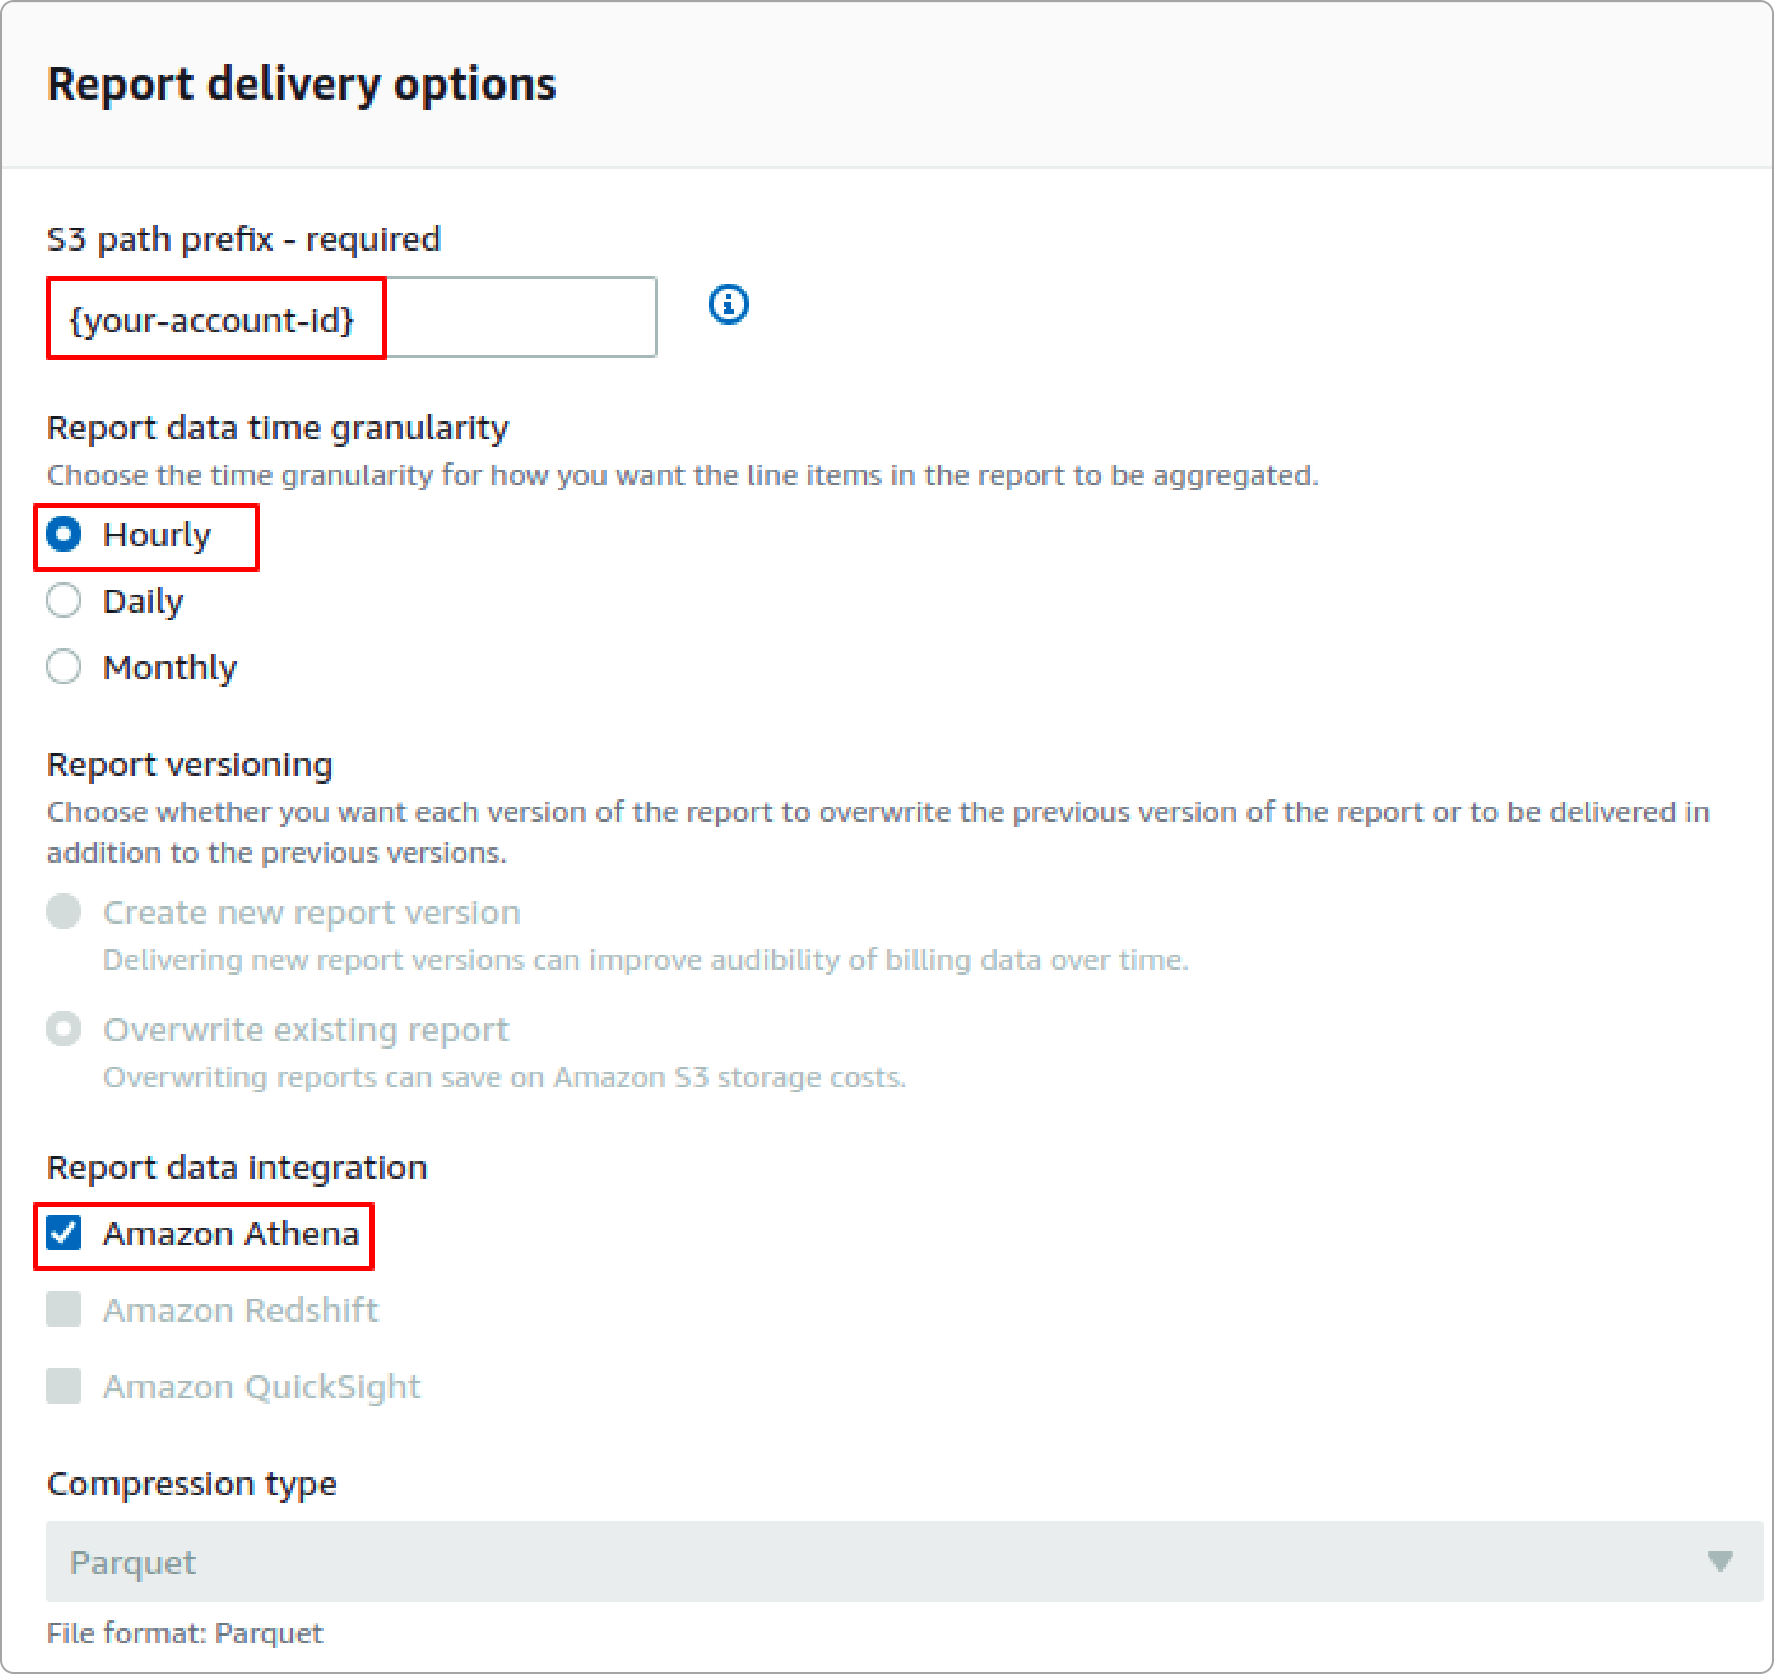 Report delivery options
S3 path prefix - required
{your-account-id}
Report data time granularity
Choose the time granularity for how you want the line items in the report to be aggregated.
Hourly
Daily
Monthly
Report versioning
Choose whether you want each version of the report to overwrite the previous version of the report or to be delivered in
addition to the previous versions.
Create new report version
Delivering new report versions can improve audibility of billing data over time.
Overwrite existing report
Overwriting reports can save on Amazon S3 storage costs.
Report data integration
Amazon Athena
Amazon Redshift
Amazon QuickSight
Compression type
Parquet
File format: Parquet